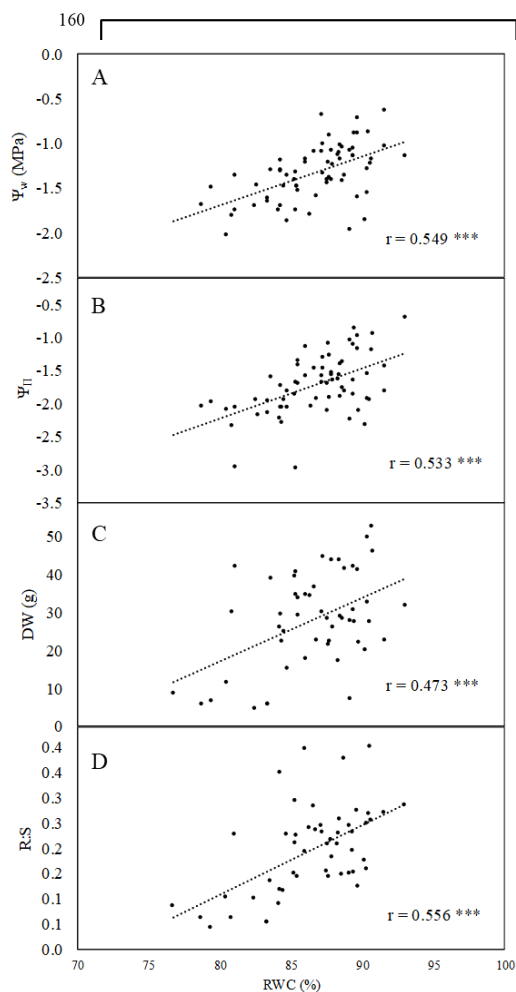 160
0.0
A
-0.5
-1.0
Ψw (MPa)
-1.5
-2.0
r = 0.549 ***
-2.5
B
-0.5
-1.0
-1.5
ΨΠ
-2.0
-2.5
-3.0
r = 0.533 ***
-3.5
C
50
40
30
DW (g)
20
10
r = 0.473 ***
0
D
0.4
0.4
0.3
0.3
R:S
0.2
0.2
0.1
0.1
r = 0.556 ***
0.0
70 75 80 85 90 95 100
RWC (%)